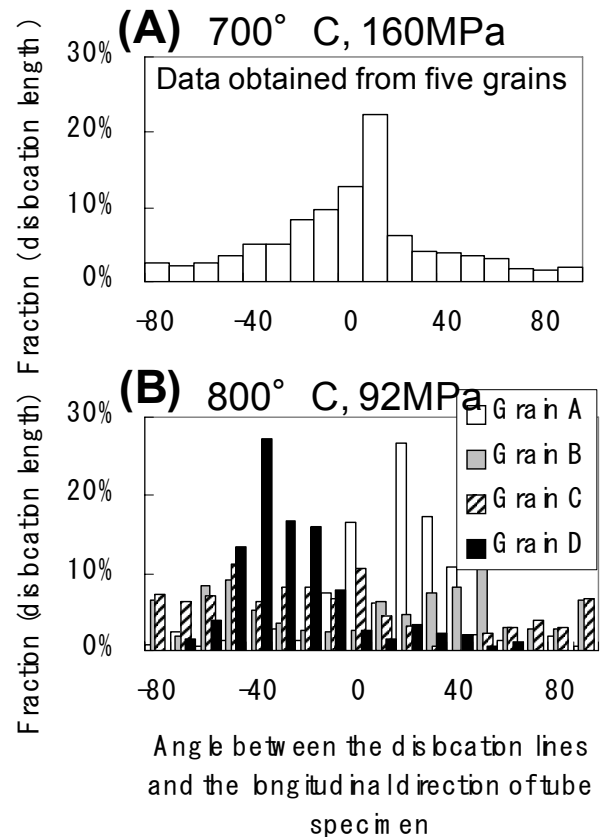 (A) 700° C, 160MPa
Data obtained from five grains
Fraction (dislocation length)
30%
20%
10%
0%
-80 -40 0 40 80
(B) 800° C, 92MPa
Grain A
Grain B
Grain C
Grain D
Fraction (dislocation length)
30%
20%
10%
0%
-80 -40 0 40 80
Angle between the dislocation lines
and the longitudinal direction of tube
specimen